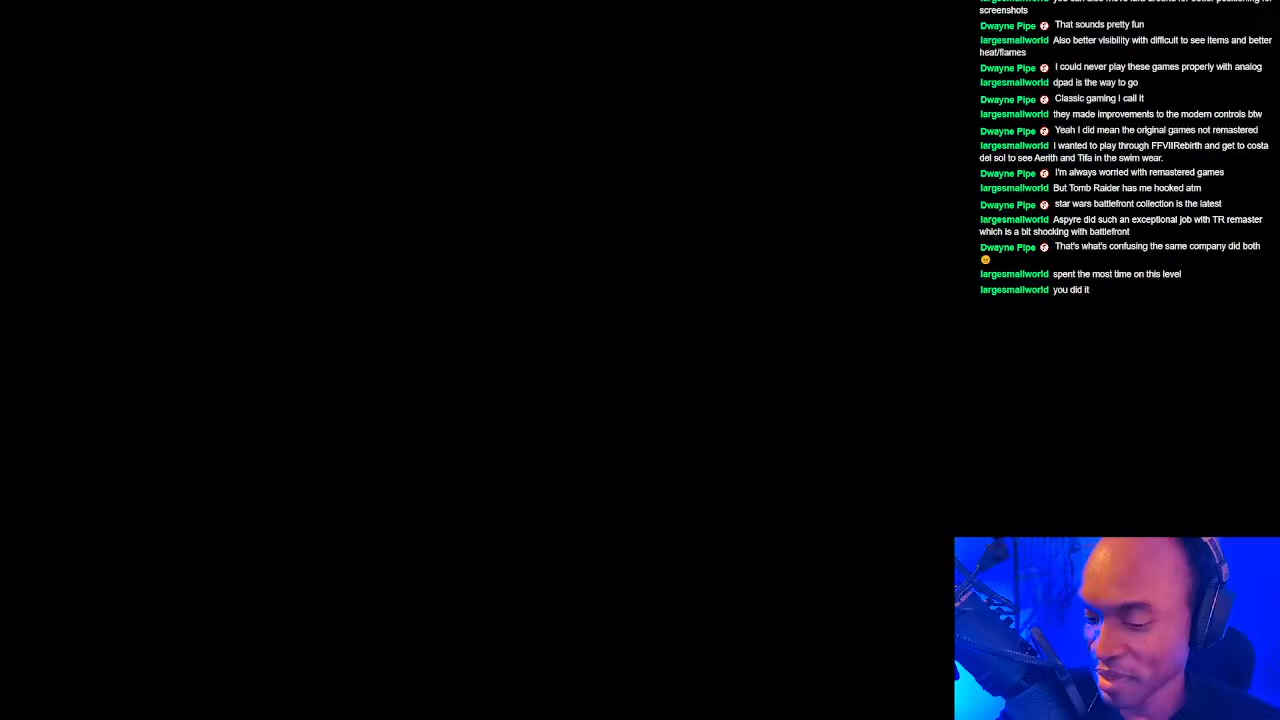 screenshots
Dwayne Pipe That sounds pretty fun
largesmallworld Also better visibility with difficult to see items and better
heat/flames
Dwayne Pipe I could never play these games properly with analog
largesmallworld dpad is the way to go
Dwayne Pipe Classic gaming I call it
largesmallworld they made improvements to the modern controls btw
Dwayne Pipe Yeah I did mean the original games not remastered
largesmallworld I wanted to play through FFVIIRebirth and get to costa
del sol to see Aerith and Tifa in the swim wear.
Dwayne Pipe I'm always worried with remastered games
largesmallworld But Tomb Raider has me hooked atm
Dwayne Pipe star wars battlefront collection is the latest
largesmallworld Aspyre did such an exceptional job with TR remaster
which is a bit shocking with battlefront
Dwayne Pipe That's what's confusing the same company did both
largesmallworld spent the most time on this level
largesmallworld you did it